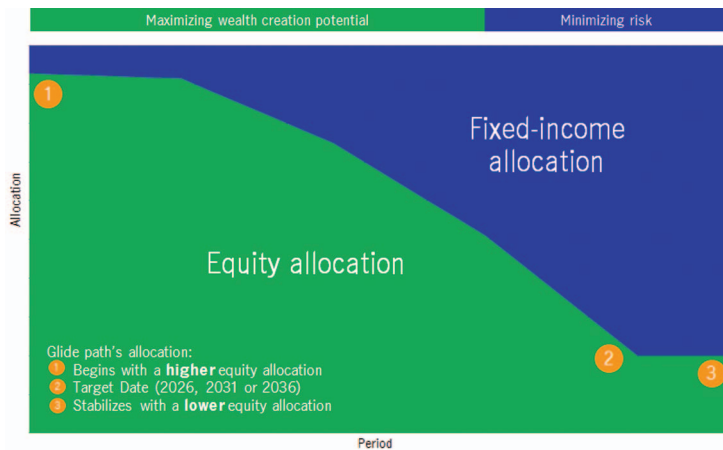 Maximizing wealth creation potential
Minimizing risk
Fixed-income
allocation
Allocation
Equity allocation
Glide path's allocation:
1 Begins with a higher equity allocation
2 Target Date (2026, 2031 or 2036)
3 Stabilizes with a lower equity allocation
1
2
3
Period